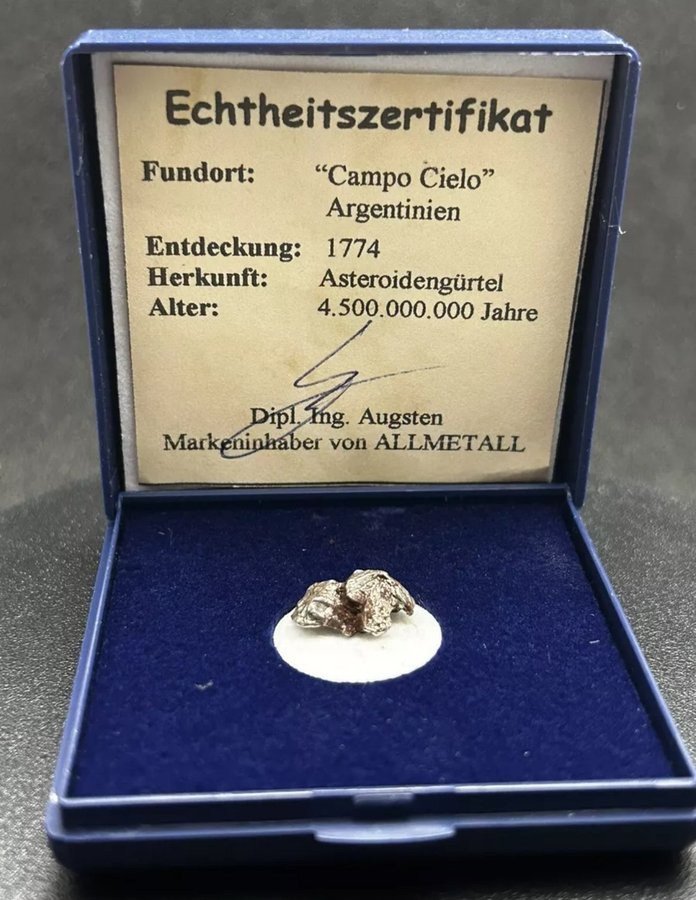 Echtheitszertifikat
Fundort: “Campo Cielo”
Argentinien
Entdeckung: 1774
Herkunft: Asteroidengürtel
Alter: 4.500.000.000 Jahre
Dipl. Ing. Augsten
Markeninhaber von ALLMETALL